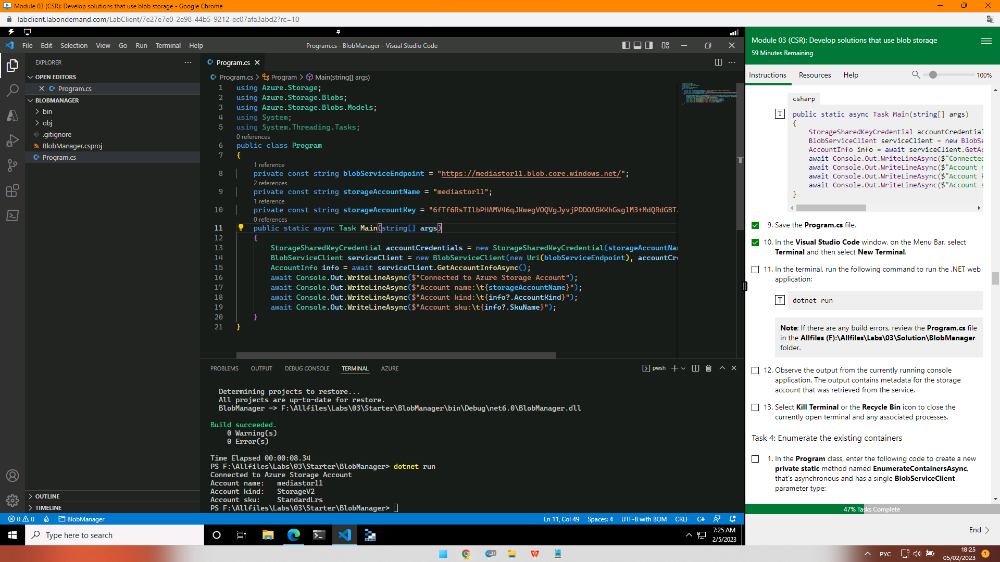 Module 03 (CSR): Develop solutions that use blob storage - Google Chrome
labclient.labondemand.com/LabClient/7e27e7e0-2e98-44b5-9212-ec07afa3abd2?rc=10
File Edit Selection View Go Run Terminal Help
Program.cs - BlobManager - Visual Studio Code
EXPLORER
OPEN EDITORS
Program.cs
BLOBMANAGER
bin
obj
.gitignore
BlobManager.csproj
Program.cs
OUTLINE
TIMELINE
Program.cs
Program.cs > Program > Main(string[] args)
1 using Azure.Storage;
2 using Azure.Storage.Blobs;
3 using Azure.Storage.Blobs.Models;
4 using System;
5 using System.Threading.Tasks;
0 references
6 public class Program
7 {
1 reference
8 private const string blobServiceEndpoint = "https://mediastor11.blob.core.windows.net/";
2 references
9 private const string storageAccountName = "mediastor11";
1 reference
10 private const string storageAccountKey =
0 references
11 public static async Task Main(string[] args)
12 {
13 StorageSharedKeyCredential accountCredentials = new StorageSharedKeyCredential(storageAccountNa
14 BlobServiceClient serviceClient = new BlobServiceClient(new Uri(blobServiceEndpoint), accountCr
15 AccountInfo info = await serviceClient.GetAccountInfoAsync();
16 await Console.Out.WriteLineAsync($"Connected to Azure Storage Account");
17 await Console.Out.WriteLineAsync($"Account name:\t{storageAccountName}");
18 await Console.Out.WriteLineAsync($"Account kind:\t{info?.AccountKind}");
19 await Console.Out.WriteLineAsync($"Account sku:\t{info?.SkuName}");
20 }
21 }
PROBLEMS OUTPUT DEBUG CONSOLE TERMINAL AZURE
pwsh
Determining projects to restore...
All projects are up-to-date for restore.
BlobManager -> F:\Allfiles\Labs\03\Starter\BlobManager\bin\Debug\net6.0\BlobManager.dll
Build succeeded.
0 Warning(s)
0 Error(s)
Time Elapsed 00:00:08.34
PS F:\Allfiles\Labs\03\Starter\BlobManager> dotnet run
Connected to Azure Storage Account
Account name: mediastor11
Account kind: StorageV2
Account sku: StandardLrs
PS F:\Allfiles\Labs\03\Starter\BlobManager>
0 0 BlobManager
Ln 11, Col 49 Spaces: 4 UTF-8 with BOM CRLF C#
Type here to search
7:25 AM
2/5/2023
Module 03 (CSR): Develop solutions that use blob storage
59 Minutes Remaining
Instructions Resources Help
100%
csharp
T
public static async Task Main(string[] args)
{
StorageSharedKeyCredential accountCredential
BlobServiceClient serviceClient = new BlobSe
AccountInfo info = await serviceClient.GetAc
await Console.Out.WriteLineAsync($"Connected
await Console.Out.WriteLineAsync($"Account n
await Console.Out.WriteLineAsync($"Account k
await Console.Out.WriteLineAsync($"Account s
}
9. Save the Program.cs file.
10. In the Visual Studio Code window, on the Menu Bar, select
Terminal and then select New Terminal.
11. In the terminal, run the following command to run the .NET web
application:
T dotnet run
Note: If there are any build errors, review the Program.cs file
in the Allfiles (F):\Allfiles\Labs\03\Solution\BlobManager
folder.
12. Observe the output from the currently running console
application. The output contains metadata for the storage
account that was retrieved from the service.
13. Select Kill Terminal or the Recycle Bin icon to close the
currently open terminal and any associated processes.
Task 4: Enumerate the existing containers
1. In the Program class, enter the following code to create a new
private static method named EnumerateContainersAsync,
that's asynchronous and has a single BlobServiceClient
parameter type:
47% Tasks Complete
End
31
РУС
18:25
05/02/2023
1